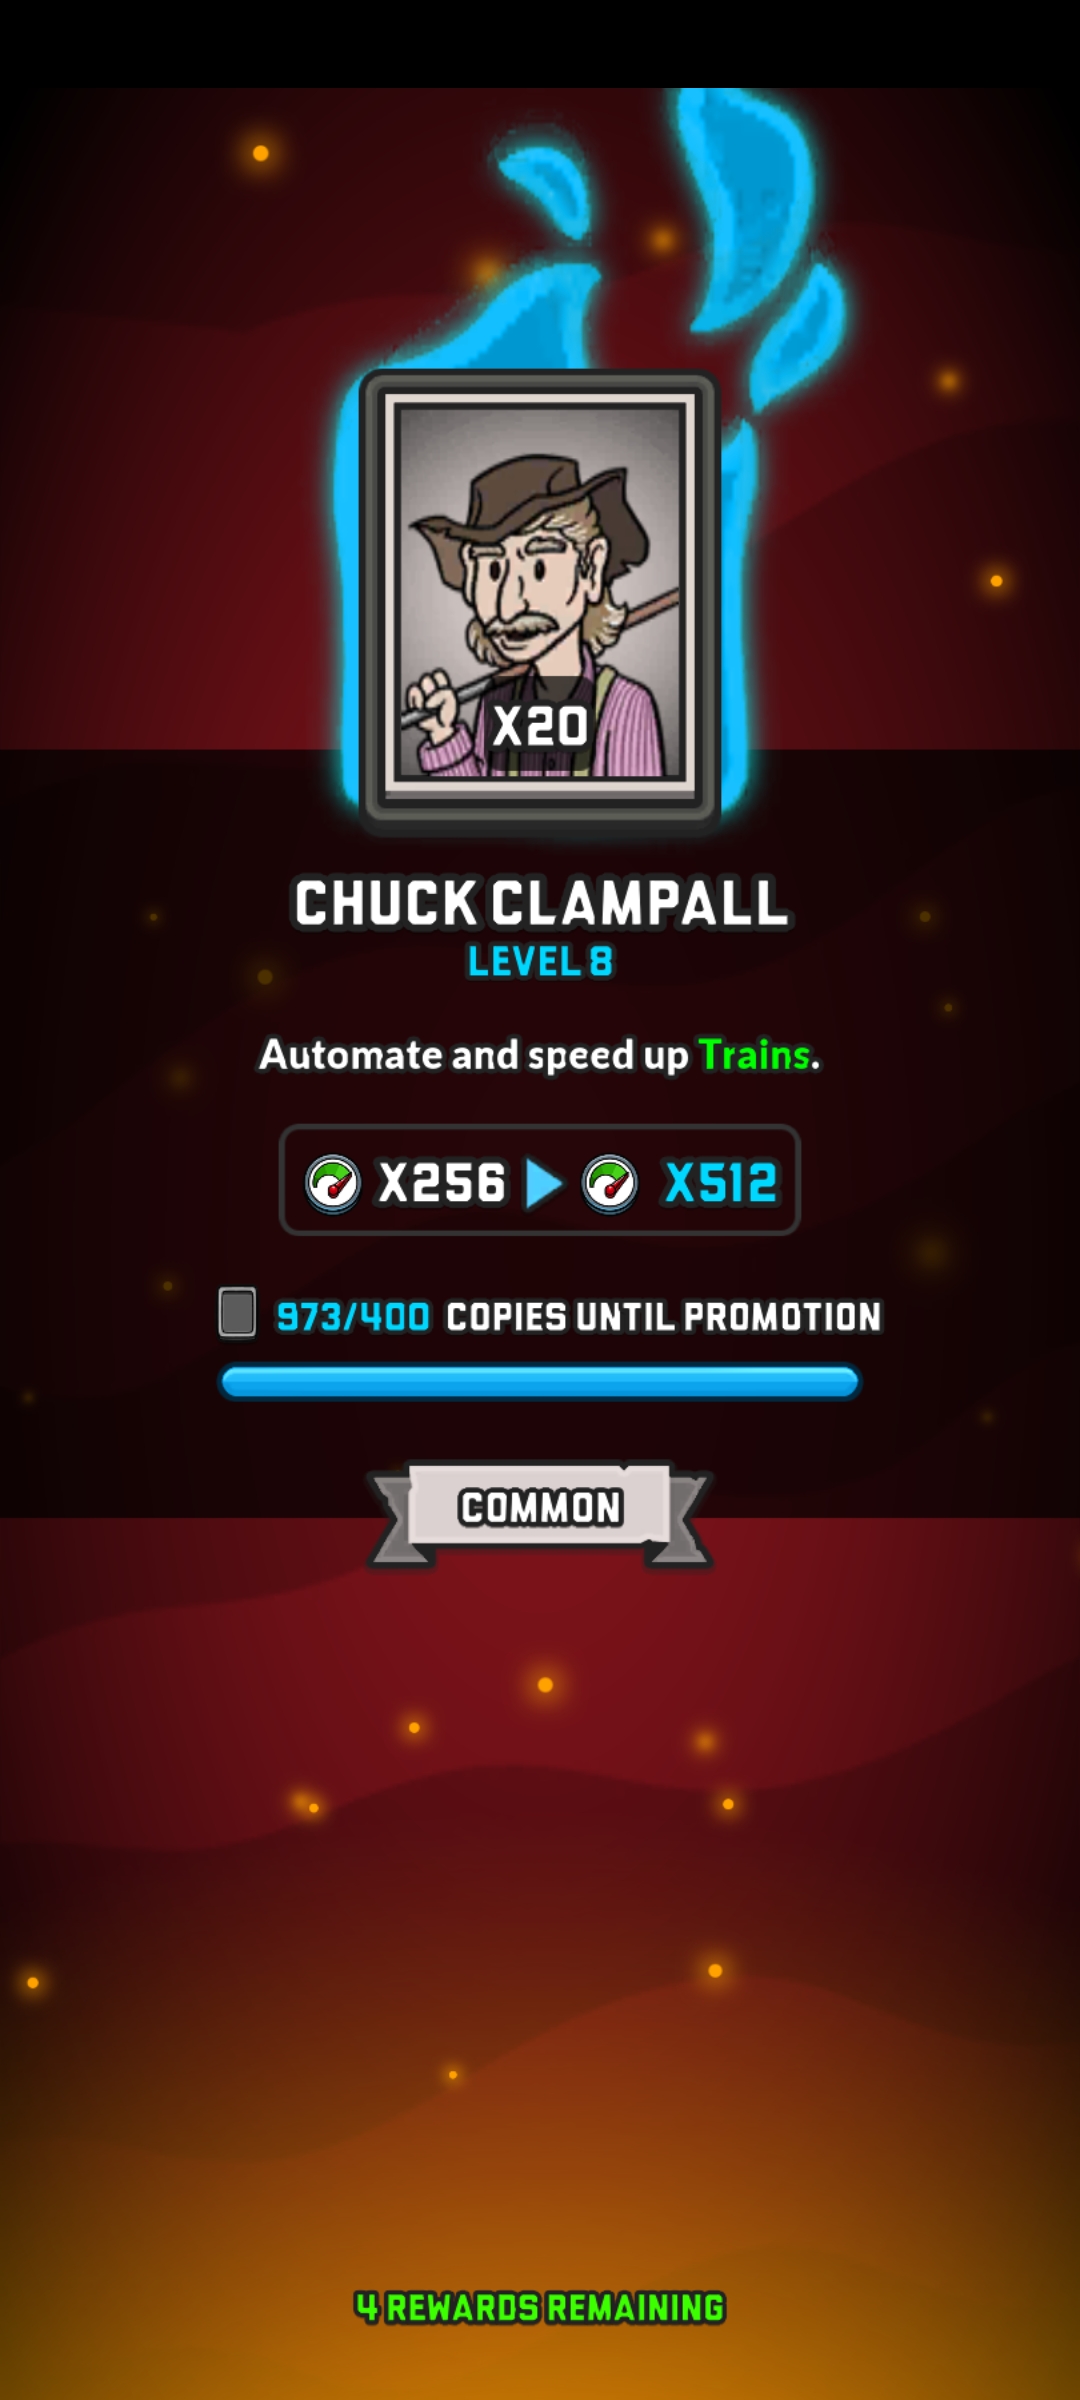 X20
CHUCK CLAMPALL
LEVEL 8
Automate and speed up Trains.
X256 X512
973/400 COPIES UNTIL PROMOTION
COMMON
4 REWARDS REMAINING